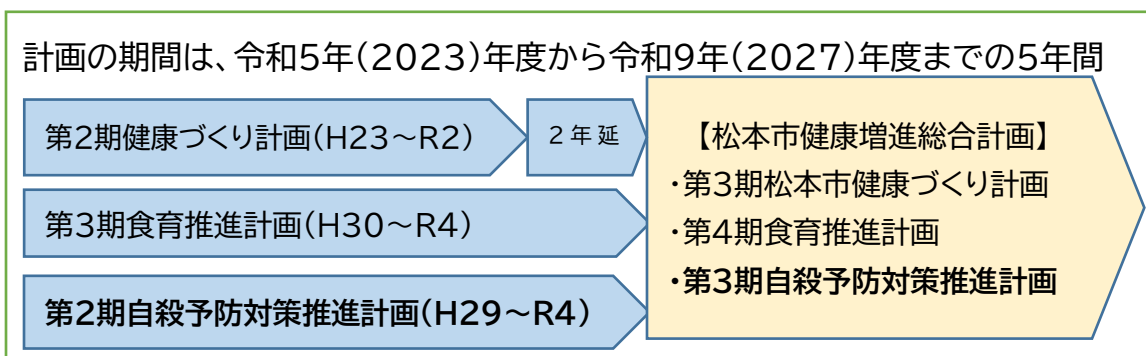 計画の期間は、令和5年(2023)年度から令和9年(2027)年度までの5年間
第2期健康づくり計画(H23～R2)
2年延
【松本市健康増進総合計画】
・第3期松本市健康づくり計画
第3期食育推進計画(H30～R4)
・第4期食育推進計画
・第3期自殺予防対策推進計画
第2期自殺予防対策推進計画(H29～R4)